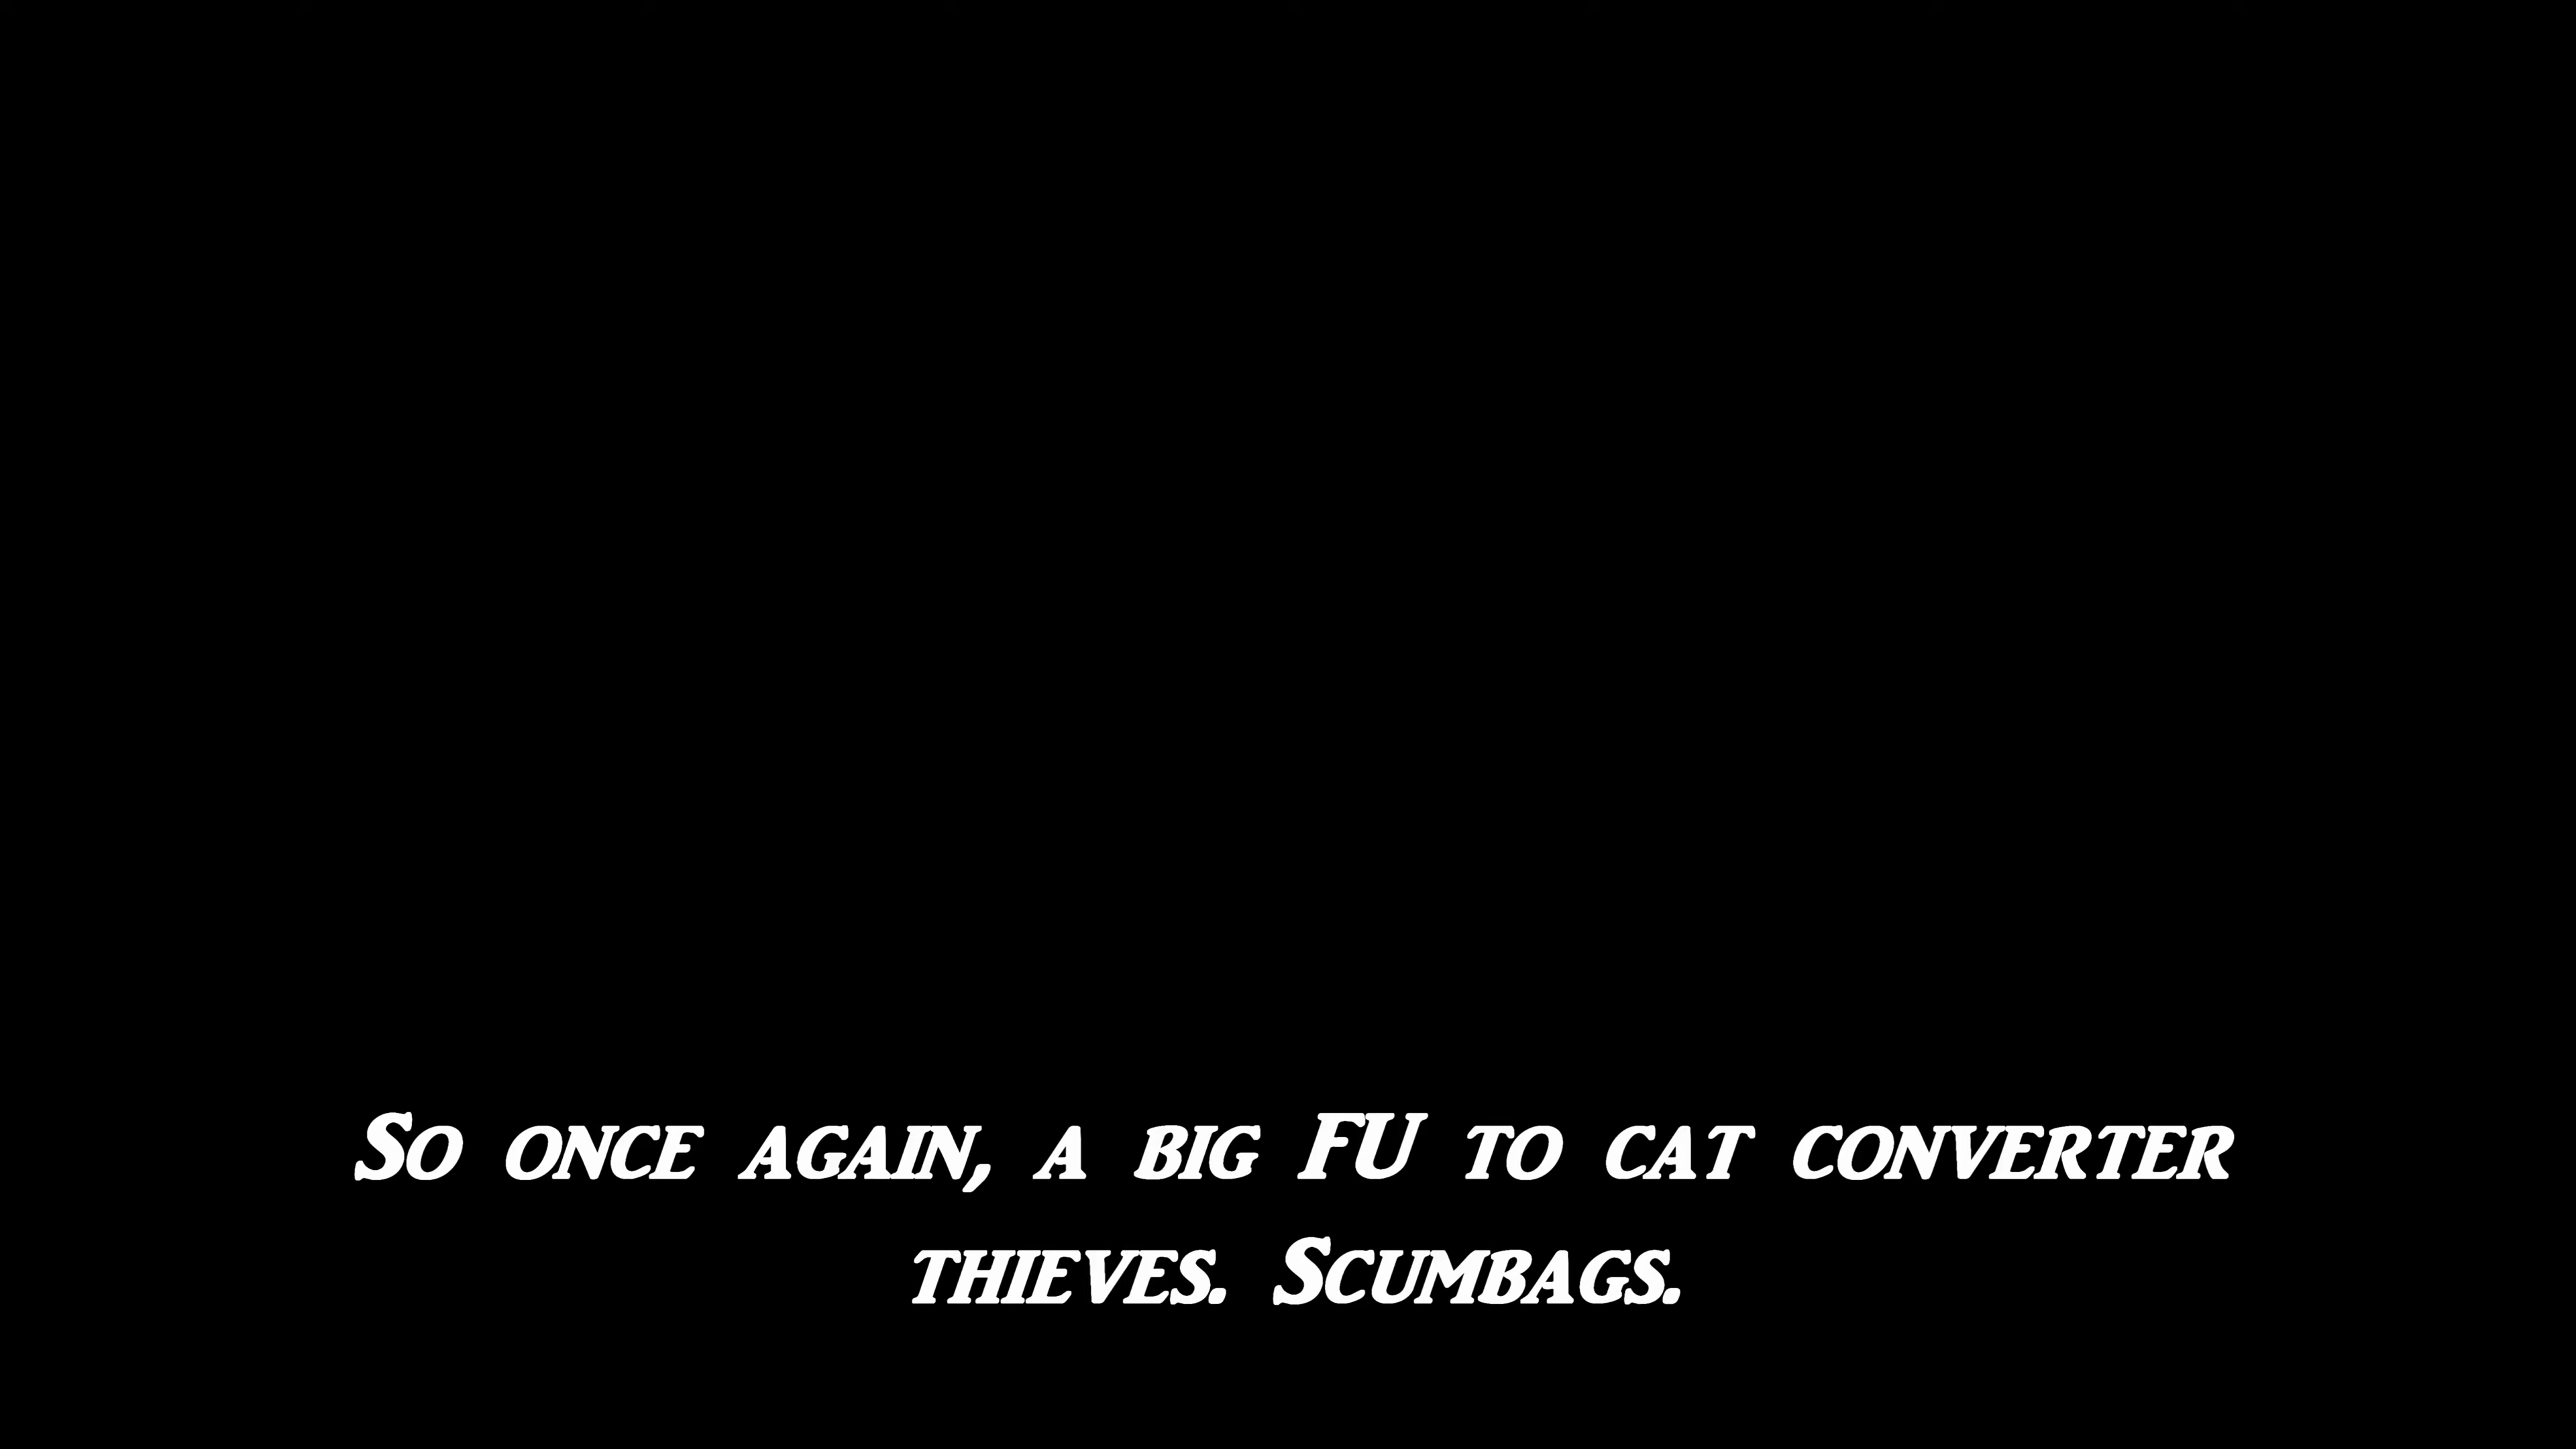 So once again, a big FU to cat converter
thieves. Scumbags.